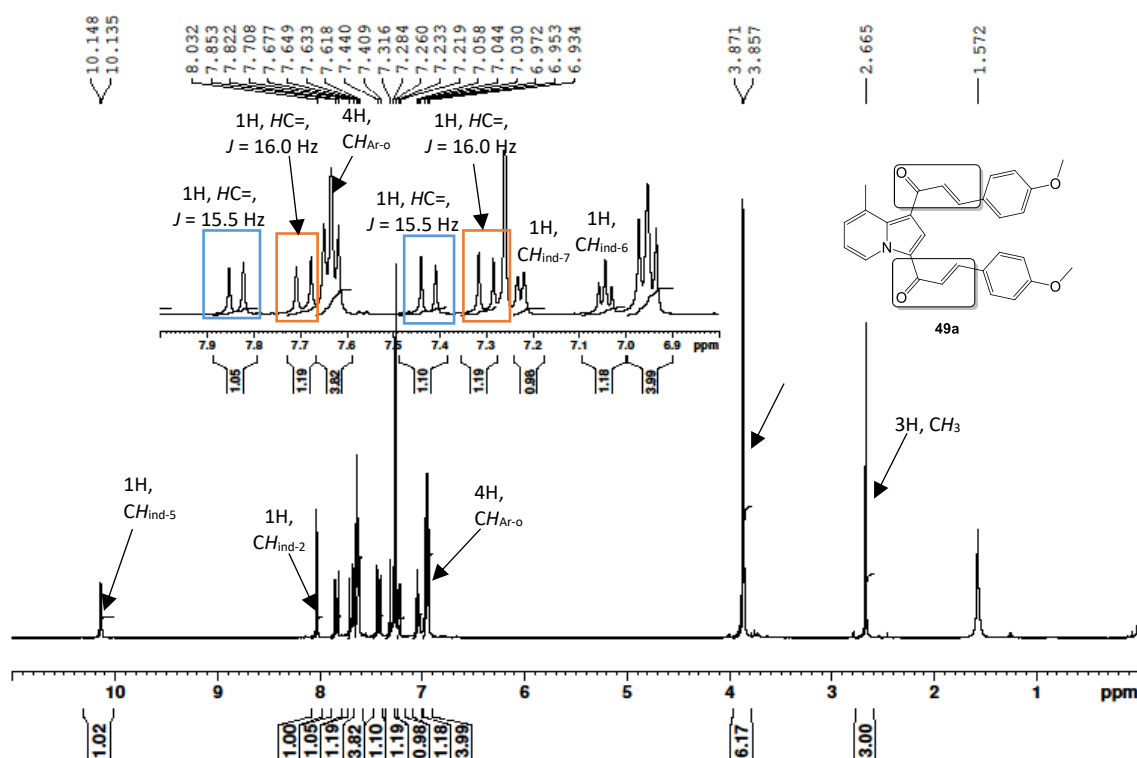 10.148
10.135
8.032
7.853
7.822
7.708
7.677
7.649
7.633
7.618
7.440
7.409
7.316
7.284
7.260
7.233
7.219
7.058
7.044
7.030
6.972
6.953
6.934
3.871
3.857
2.665
1.572
1H, HC=,
J = 16.0 Hz
4H,
CHAr-o
1H, HC=,
J = 16.0 Hz
1H, HC=,
J = 15.5 Hz
1H, HC=,
J = 15.5 Hz
1H,
CHind-7
1H,
CHind-6
7.9 7.8 7.7 7.6 7.5 7.4 7.3 7.2 7.1 7.0 6.9 ppm
1.05 1.19 3.82 1.10 1.19 0.98 1.18 3.99
O
O
N
O
O
49a
1H,
CHind-5
1H,
CHind-2
4H,
CHAr-o
3H, CH3
10 9 8 7 6 5 4 3 2 1 ppm
1.02 1.00 1.05 1.19 3.82 1.10 1.19 0.98 1.18 3.99 6.17 3.00